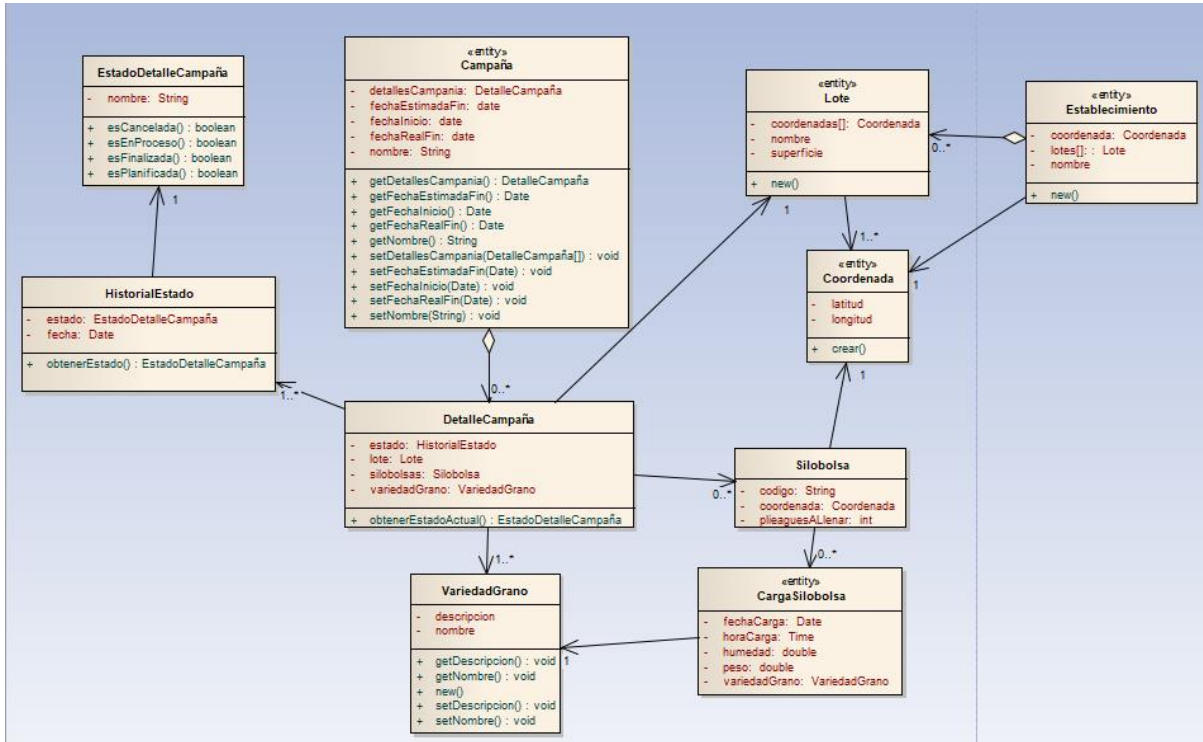 EstadoDetalleCampaña
- nombre: String
+ esCancelada() : boolean
+ esEnProceso() : boolean
+ esFinalizada() : boolean
+ esPlanificada() : boolean
1
«entity»
Campaña
- detallesCampania: DetalleCampaña
- fechaEstimadaFin: date
- fechaInicio: date
- fechaRealFin: date
- nombre: String
+ getDetallesCampania() : DetalleCampaña
+ getFechaEstimadaFin() : Date
+ getFechaInicio() : Date
+ getFechaRealFin() : Date
+ getNombre() : String
+ setDetallesCampania(DetalleCampaña[]) : void
+ setFechaEstimadaFin(Date) : void
+ setFechaInicio(Date) : void
+ setFechaRealFin(Date) : void
+ setNombre(String) : void
0..*
«entity»
Lote
- coordenadas[]: Coordenada
- nombre
- superficie
+ new()
0..*
1
1..*
«entity»
Establecimiento
- coordenada: Coordenada
- lotes[]: : Lote
- nombre
+ new()
«entity»
Coordenada
- latitud
- longitud
+ crear()
1
1
HistorialEstado
- estado: EstadoDetalleCampaña
- fecha: Date
+ obtenerEstado() : EstadoDetalleCampaña
1..*
DetalleCampaña
- estado: HistorialEstado
- lote: Lote
- silobolsas: Silobolsa
- variedadGrano: VariedadGrano
+ obtenerEstadoActual() : EstadoDetalleCampaña
0..*
1..*
Silobolsa
- codigo: String
- coordenada: Coordenada
- plieaguesALlenar: int
0..*
VariedadGrano
- descripcion
- nombre
+ getDescripcion() : void
+ getNombre() : void
+ new()
+ setDescripcion() : void
+ setNombre() : void
1
«entity»
CargaSilobolsa
- fechaCarga: Date
- horaCarga: Time
- humedad: double
- peso: double
- variedadGrano: VariedadGrano